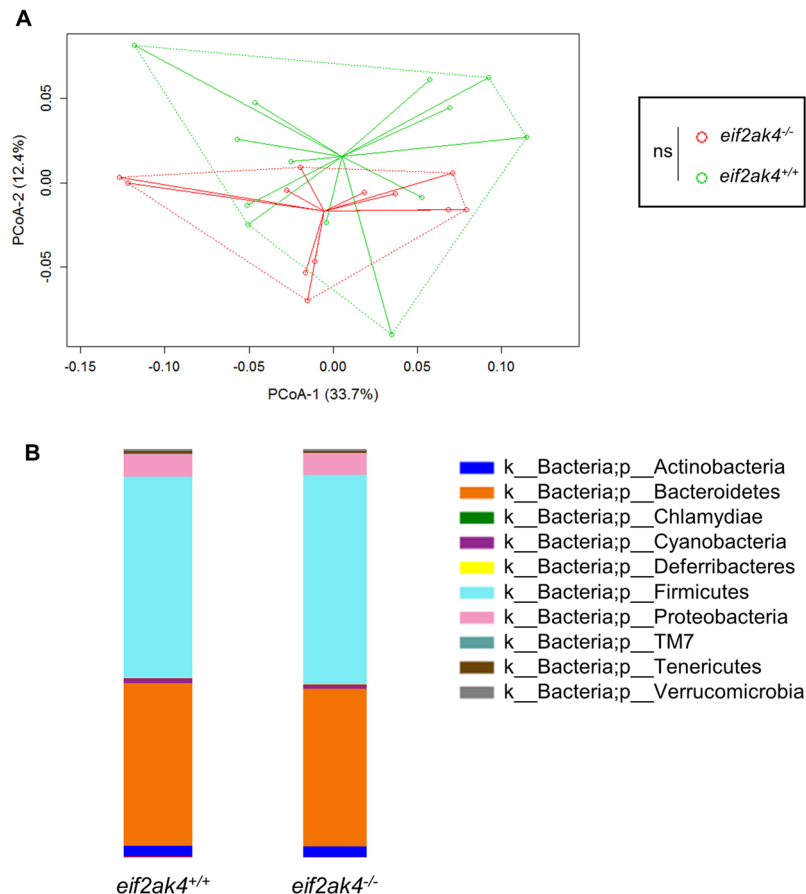 A
PCoA-2 (12.4%)
0.05
0.00
-0.05
-0.15
-0.10
-0.05
0.00
0.05
0.10
PCoA-1 (33.7%)
ns
eif2ak4-/-
eif2ak4+/+
B
k__Bacteria;p__Actinobacteria
k__Bacteria;p__Bacteroidetes
k__Bacteria;p__Chlamydiae
k__Bacteria;p__Cyanobacteria
k__Bacteria;p__Deferribacteres
k__Bacteria;p__Firmicutes
k__Bacteria;p__Proteobacteria
k__Bacteria;p__TM7
k__Bacteria;p__Tenericutes
k__Bacteria;p__Verrucomicrobia
eif2ak4+/+
eif2ak4-/-